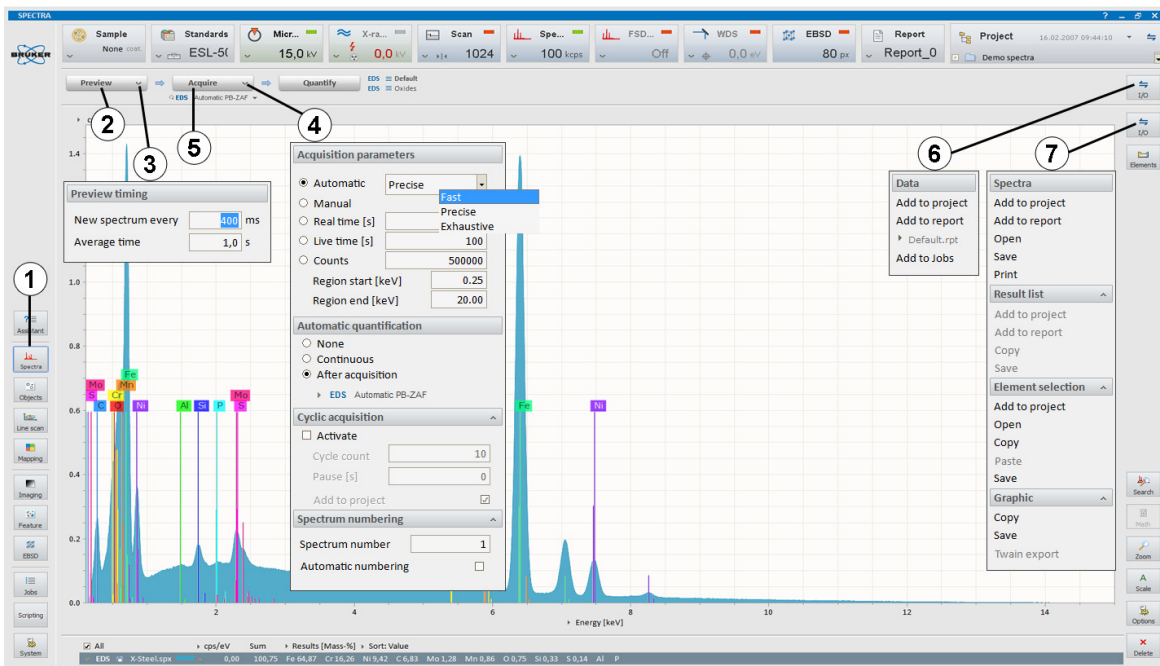 SPECTRA
BRUKER
Sample
None coat.
Standards
ESL-50
Micr...
15,0 kV
X-ra...
0,0 kV
Scan
1024
Spe...
100 kcps
FSD...
Off
WDS
0,0 eV
EBSD
80 px
Report
Report_0
Project 16.02.2007 09:44:10
Demo spectra
Preview
Acquire
Quantify
EDS Default
EDS Oxides
EDS Automatic PB-ZAF
I/O
I/O
Elements
1
2
3
4
5
6
7
Preview timing
New spectrum every 400 ms
Average time 1,0 s
Acquisition parameters
Automatic Precise
Fast
Precise
Exhaustive
Manual
Real time [s]
Live time [s] 100
Counts 500000
Region start [keV] 0.25
Region end [keV] 20.00
Automatic quantification
None
Continuous
After acquisition
EDS Automatic PB-ZAF
Cyclic acquisition
Activate
Cycle count 10
Pause [s] 0
Add to project
Spectrum numbering
Spectrum number 1
Automatic numbering
Data
Add to project
Add to report
Default.rpt
Add to Jobs
Spectra
Add to project
Add to report
Open
Save
Print
Result list
Add to project
Add to report
Copy
Save
Element selection
Add to project
Open
Copy
Paste
Save
Graphic
Copy
Save
Twain export
Assistant
Spectra
Objects
Line scan
Mapping
Imaging
Feature
EBSD
Jobs
Scripting
System
Search
Math
Zoom
Scale
Options
Delete
1.4
1.0
0.8
0.6
0.4
0.2
0.0
Fe
Mo Mn Mo
S Cr S
C O Ni Al Si P
Fe Ni
2 4 6 8 10 12 14
Energy [keV]
All cps/eV Sum Results [Mass-%] Sort: Value
EDS X-Steel.spx 0,00 100,75 Fe 64,87 Cr 16,26 Ni 9,42 C 6,83 Mo 1,28 Mn 0,86 O 0,75 Si 0,33 S 0,14 Al P